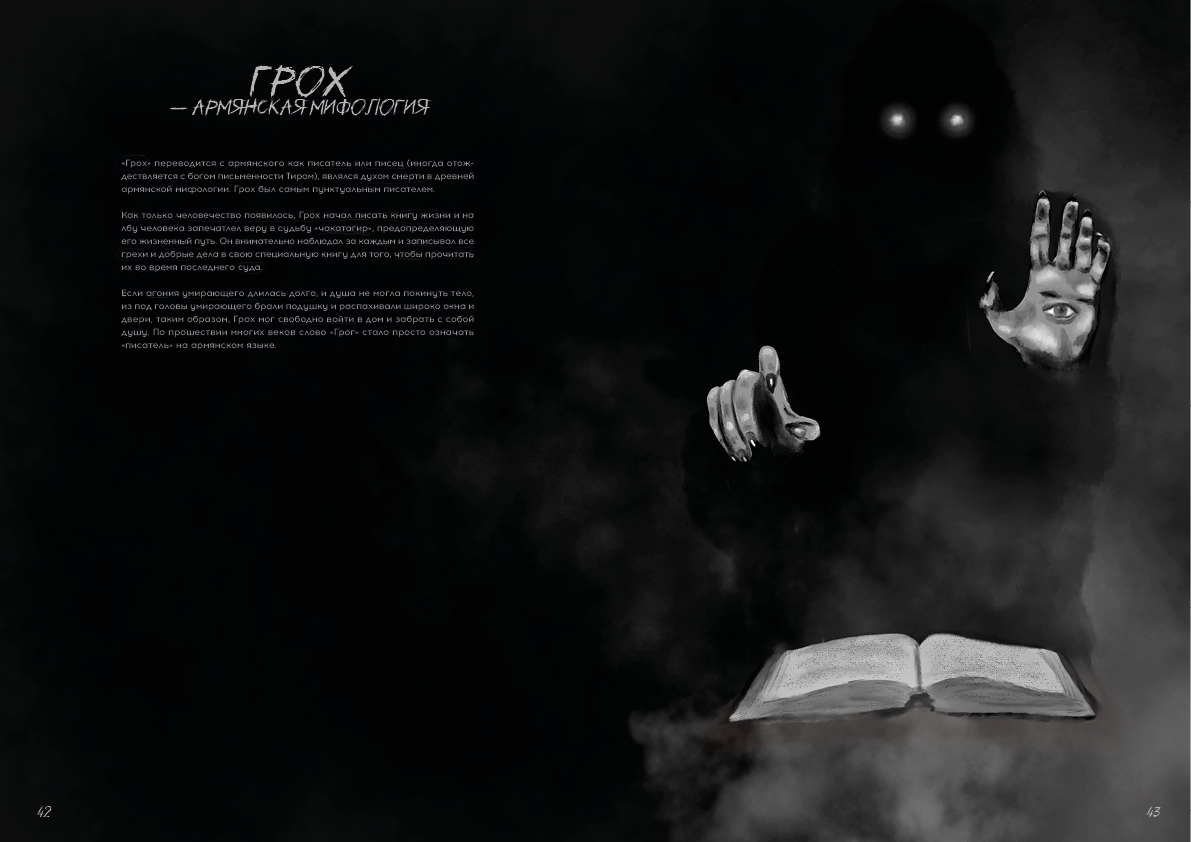 ГРОХ
— АРМЯНСКАЯ МИФОЛОГИЯ
«Грох» переводится с армянского как писатель или писец (иногда отож-
дествляется с богом письменности Тиром), являлся духом смерти в древней
армянской мифологии. Грох был самым пунктуальным писателем.
Как только человечество появилось, Грох начал писать книгу жизни и на
лбу человека запечатлел веру в судьбу «чакатагир», предопределяющую
его жизненный путь. Он внимательно наблюдал за каждым и записывал все
грехи и добрые дела в свою специальную книгу для того, чтобы прочитать
их во время последнего суда.
Если агония умирающего длилась долго, и душа не могла покинуть тело,
из под головы умирающего брали подушку и распахивали широко окна и
двери, таким образом, Грох мог свободно войти в дом и забрать с собой
душу. По прошествии многих веков слово «Грог» стало просто означать
«писатель» на армянском языке.
42
43